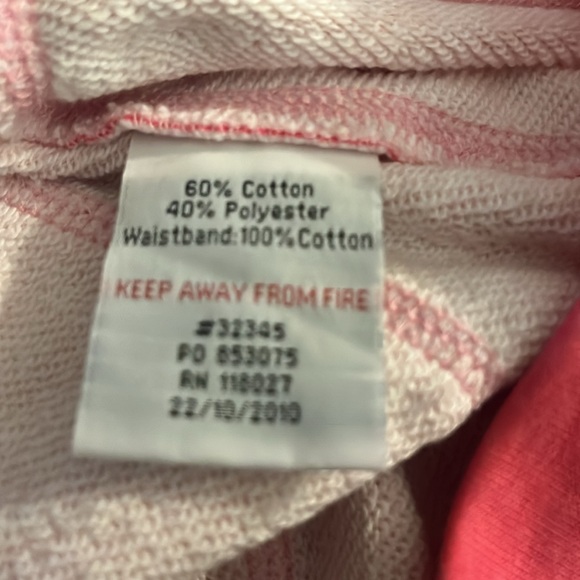 60% Cotton
40% Polyester
Waistband:100%Cotton
KEEP AWAY FROM FIRE
#32345
PO 853075
RN 118027
22/10/2010